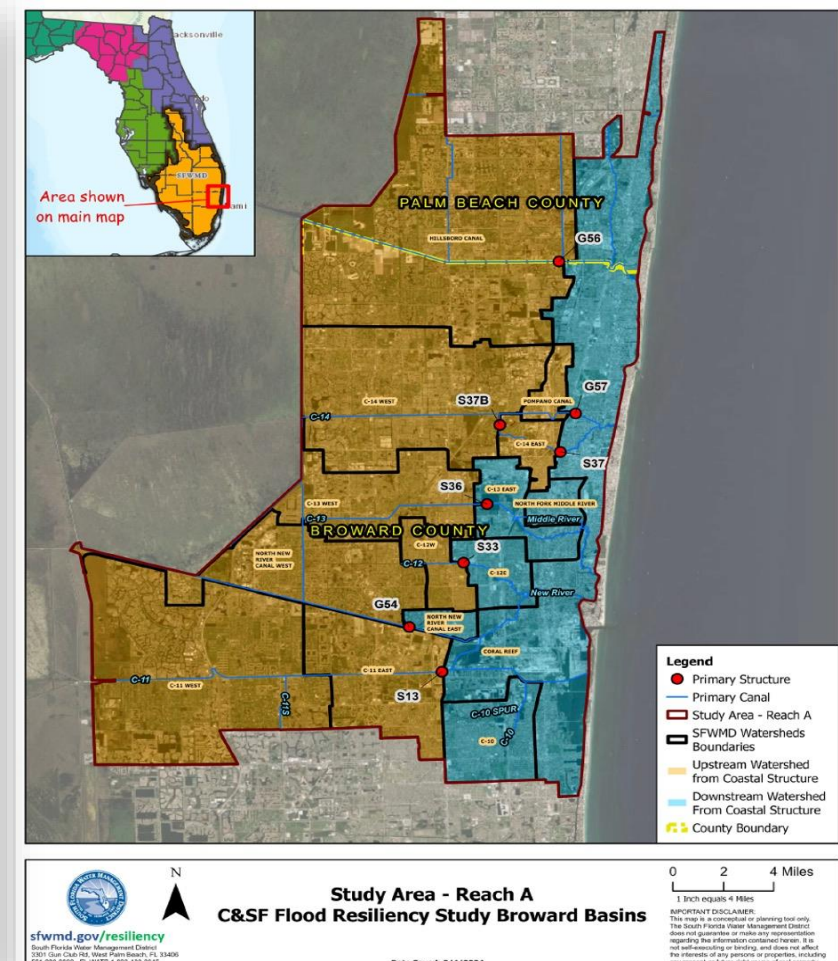 acksonville
do
SFWMD
ami
Area shown
on main map
PALM BEACH COUNTY
HILLSBORO CANAL
G56
G57
S37B
C-14 WEST
POMPANO CANAL
C-14
C-14 EAST
S37
S36
C-13 EAST
C-13 WEST
NORTH FORK MIDDLE RIVER
C-13
Middle River
BROWARD COUNTY
C-12W
S33
NORTH NEW
RIVER
CANAL WEST
C-12
C-12E
New River
G54
NORTH NEW
RIVER
CANAL EAST
CORAL REEF
C-11 EAST
C-11
C-11 WEST
S13
C-11S
C-10 SPUR
C-10
C-10
Legend
Primary Structure
Primary Canal
Study Area - Reach A
SFWMD Watersheds
Boundaries
Upstream Watershed
from Coastal Structure
Downstream Watershed
From Coastal Structure
County Boundary
SOUTH FLORIDA WATER MANAGEMENT DISTRICT
sfwmd.gov/resiliency
South Florida Water Management District
3301 Gun Club Rd, West Palm Beach, FL 33406
N
Study Area - Reach A
C&SF Flood Resiliency Study Broward Basins
0 2 4 Miles
1 Inch equals 4 Miles
IMPORTANT DISCLAIMER:
This map is a conceptual or planning tool only.
The South Florida Water Management District
does not guarantee or make any representation
regarding the information contained herein. It is
not self-executing or binding, and does not affect
the interests of any persons or properties, including